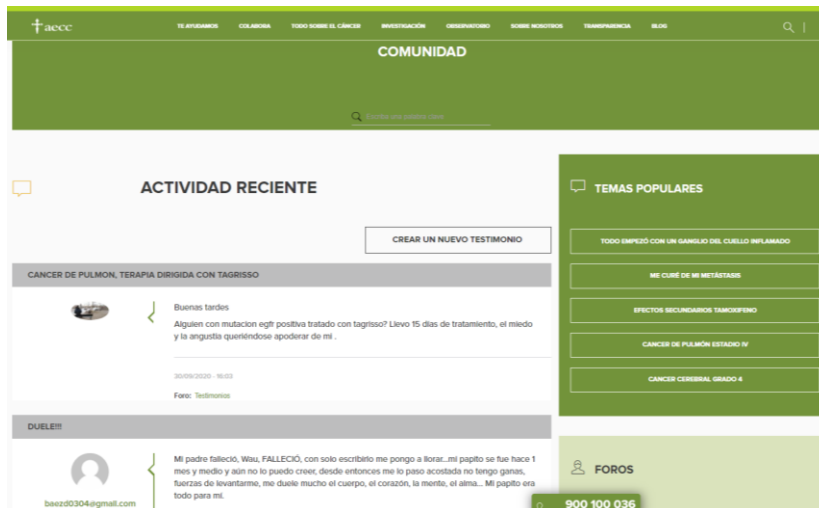 aecc
TE AYUDAMOS COLABORA TODO SOBRE EL CÁNCER INVESTIGACIÓN OBSERVATORIO SOBRE NOSOTROS TRANSPARENCIA BLOG
COMUNIDAD
Escriba una palabra clave
ACTIVIDAD RECIENTE
CREAR UN NUEVO TESTIMONIO
CANCER DE PULMON, TERAPIA DIRIGIDA CON TAGRISSO
Buenas tardes
Alguien con mutacion egfr positiva tratado con tagrisso? Llevo 15 días de tratamiento, el miedo
y la angustia queriéndose apoderar de mi .
30/09/2020 - 16:03
Foro: Testimonios
DUELE!!!
baezd0304@gmail.com
Mi padre falleció, Wau, FALLECIÓ, con solo escribirlo me pongo a llorar...mi papito se fue hace 1
mes y medio y aún no lo puedo creer, desde entonces me lo paso acostada no tengo ganas,
fuerzas de levantarme, me duele mucho el cuerpo, el corazón, la mente, el alma... Mi papito era
todo para mi.
TEMAS POPULARES
TODO EMPEZÓ CON UN GANGLIO DEL CUELLO INFLAMADO
ME CURÉ DE MI METÁSTASIS
EFECTOS SECUNDARIOS TAMOXIFENO
CANCER DE PULMÓN ESTADIO IV
CANCER CEREBRAL GRADO 4
FOROS
900 100 036